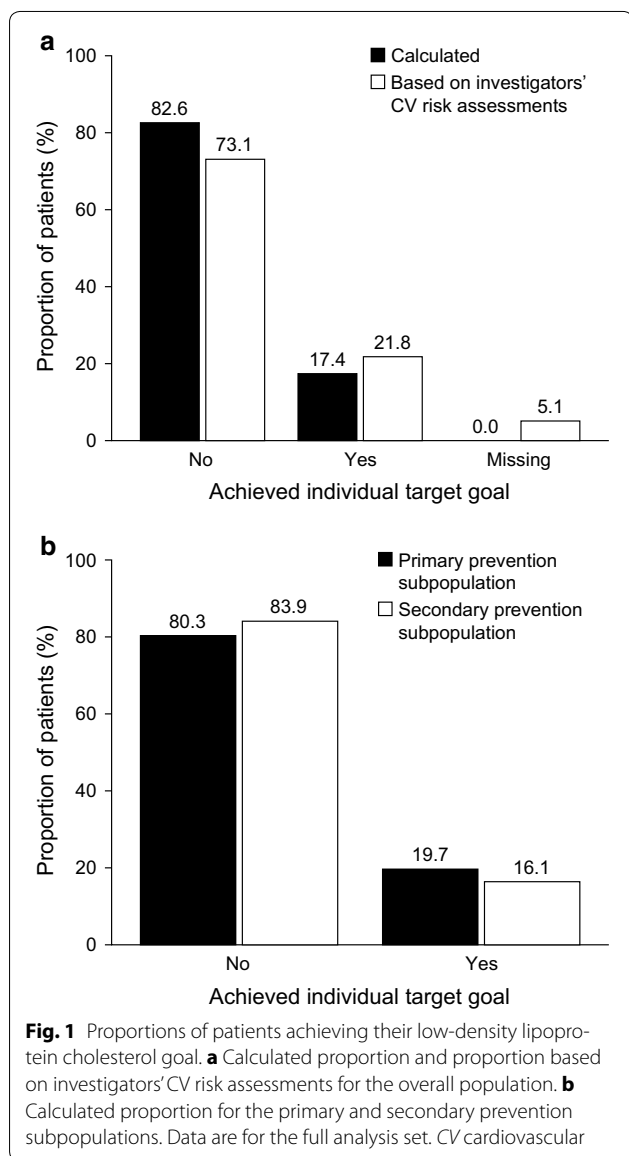 a
100
80
60
40
20
0
Proportion of patients (%)
Calculated
Based on investigators’
CV risk assessments
82.6
73.1
17.4
21.8
0.0
5.1
No
Yes
Missing
Achieved individual target goal
b
100
80
60
40
20
0
Proportion of patients (%)
Primary prevention
subpopulation
Secondary prevention
subpopulation
80.3
83.9
19.7
16.1
No
Yes
Achieved individual target goal
Fig. 1 Proportions of patients achieving their low-density lipopro-
tein cholesterol goal. a Calculated proportion and proportion based
on investigators’ CV risk assessments for the overall population. b
Calculated proportion for the primary and secondary prevention
subpopulations. Data are for the full analysis set. CV cardiovascular